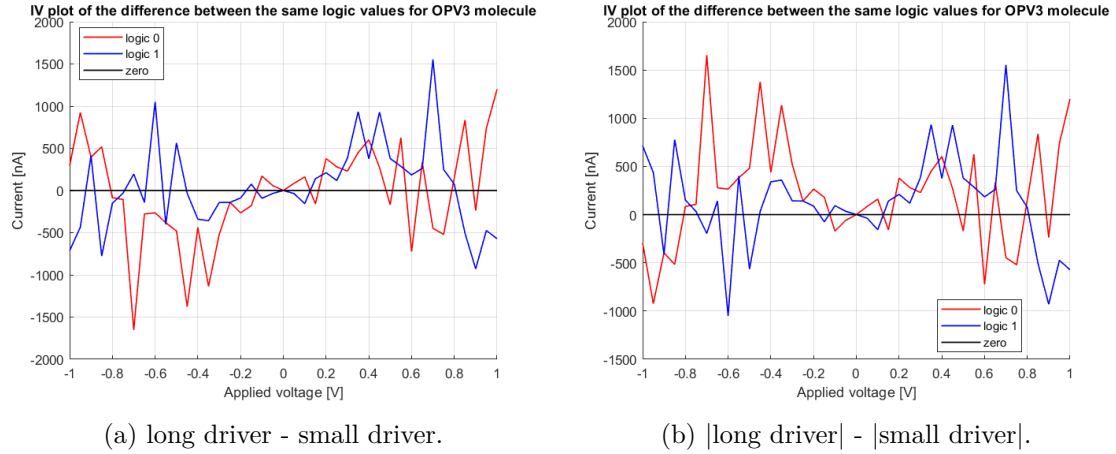 IV plot of the difference between the same logic values for OPV3 molecule
2000
1500
1000
500
0
-500
-1000
-1500
-2000
Current [nA]
logic 0
logic 1
zero
-1 -0.8 -0.6 -0.4 -0.2 0 0.2 0.4 0.6 0.8 1
Applied voltage [V]
(a) long driver - small driver.
IV plot of the difference between the same logic values for OPV3 molecule
2000
1500
1000
500
0
-500
-1000
-1500
Current [nA]
logic 0
logic 1
zero
-1 -0.8 -0.6 -0.4 -0.2 0 0.2 0.4 0.6 0.8 1
Applied voltage [V]
(b) |long driver| - |small driver|.